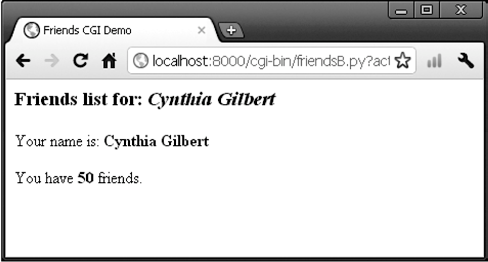 Friends CGI Demo
localhost:8000/cgi-bin/friendsB.py?act
Friends list for: Cynthia Gilbert
Your name is: Cynthia Gilbert
You have 50 friends.